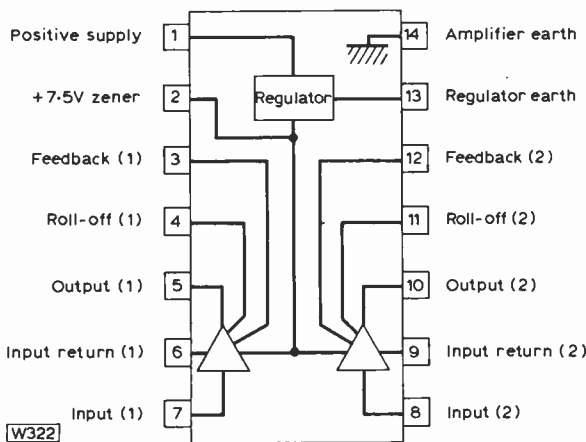 Positive supply 1 14 Amplifier earth
+7·5V zener 2 Regulator 13 Regulator earth
Feedback (1) 3 12 Feedback (2)
Roll-off (1) 4 11 Roll-off (2)
Output (1) 5 10 Output (2)
Input return (1) 6 9 Input return (2)
Input (1) 7 8 Input (2)
W322